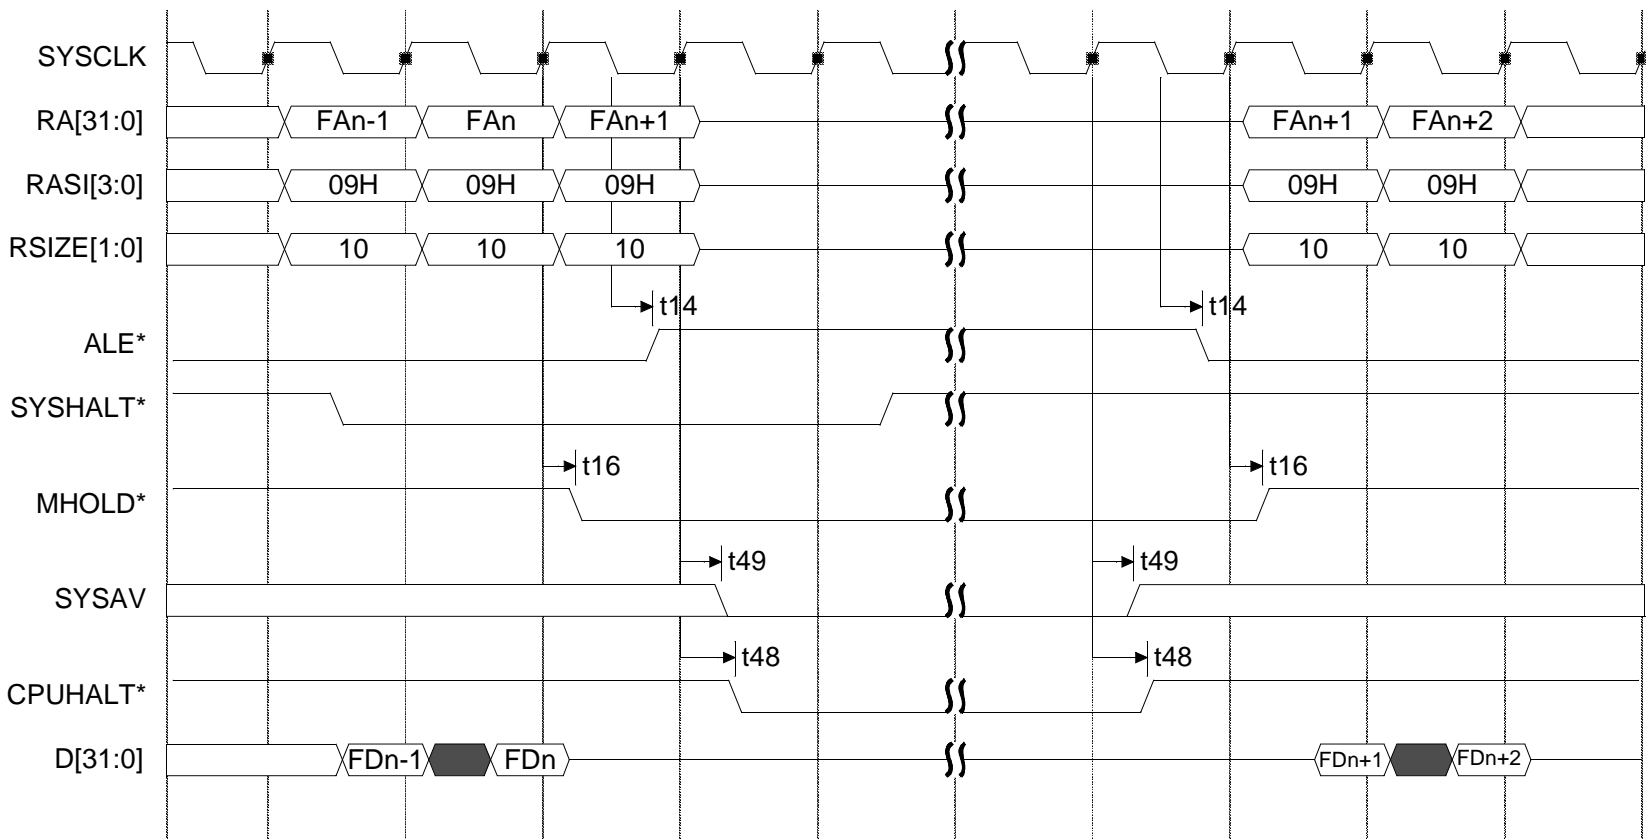 SYSCLK
RA[31:0] FAn-1 FAn FAn+1 FAn+1 FAn+2
RASI[3:0] 09H 09H 09H 09H 09H
RSIZE[1:0] 10 10 10 10 10
t14 t14
ALE*
SYSHALT*
t16 t16
MHOLD*
t49 t49
SYSAV
t48 t48
CPUHALT*
D[31:0] FDn-1 FDn FDn+1 FDn+2